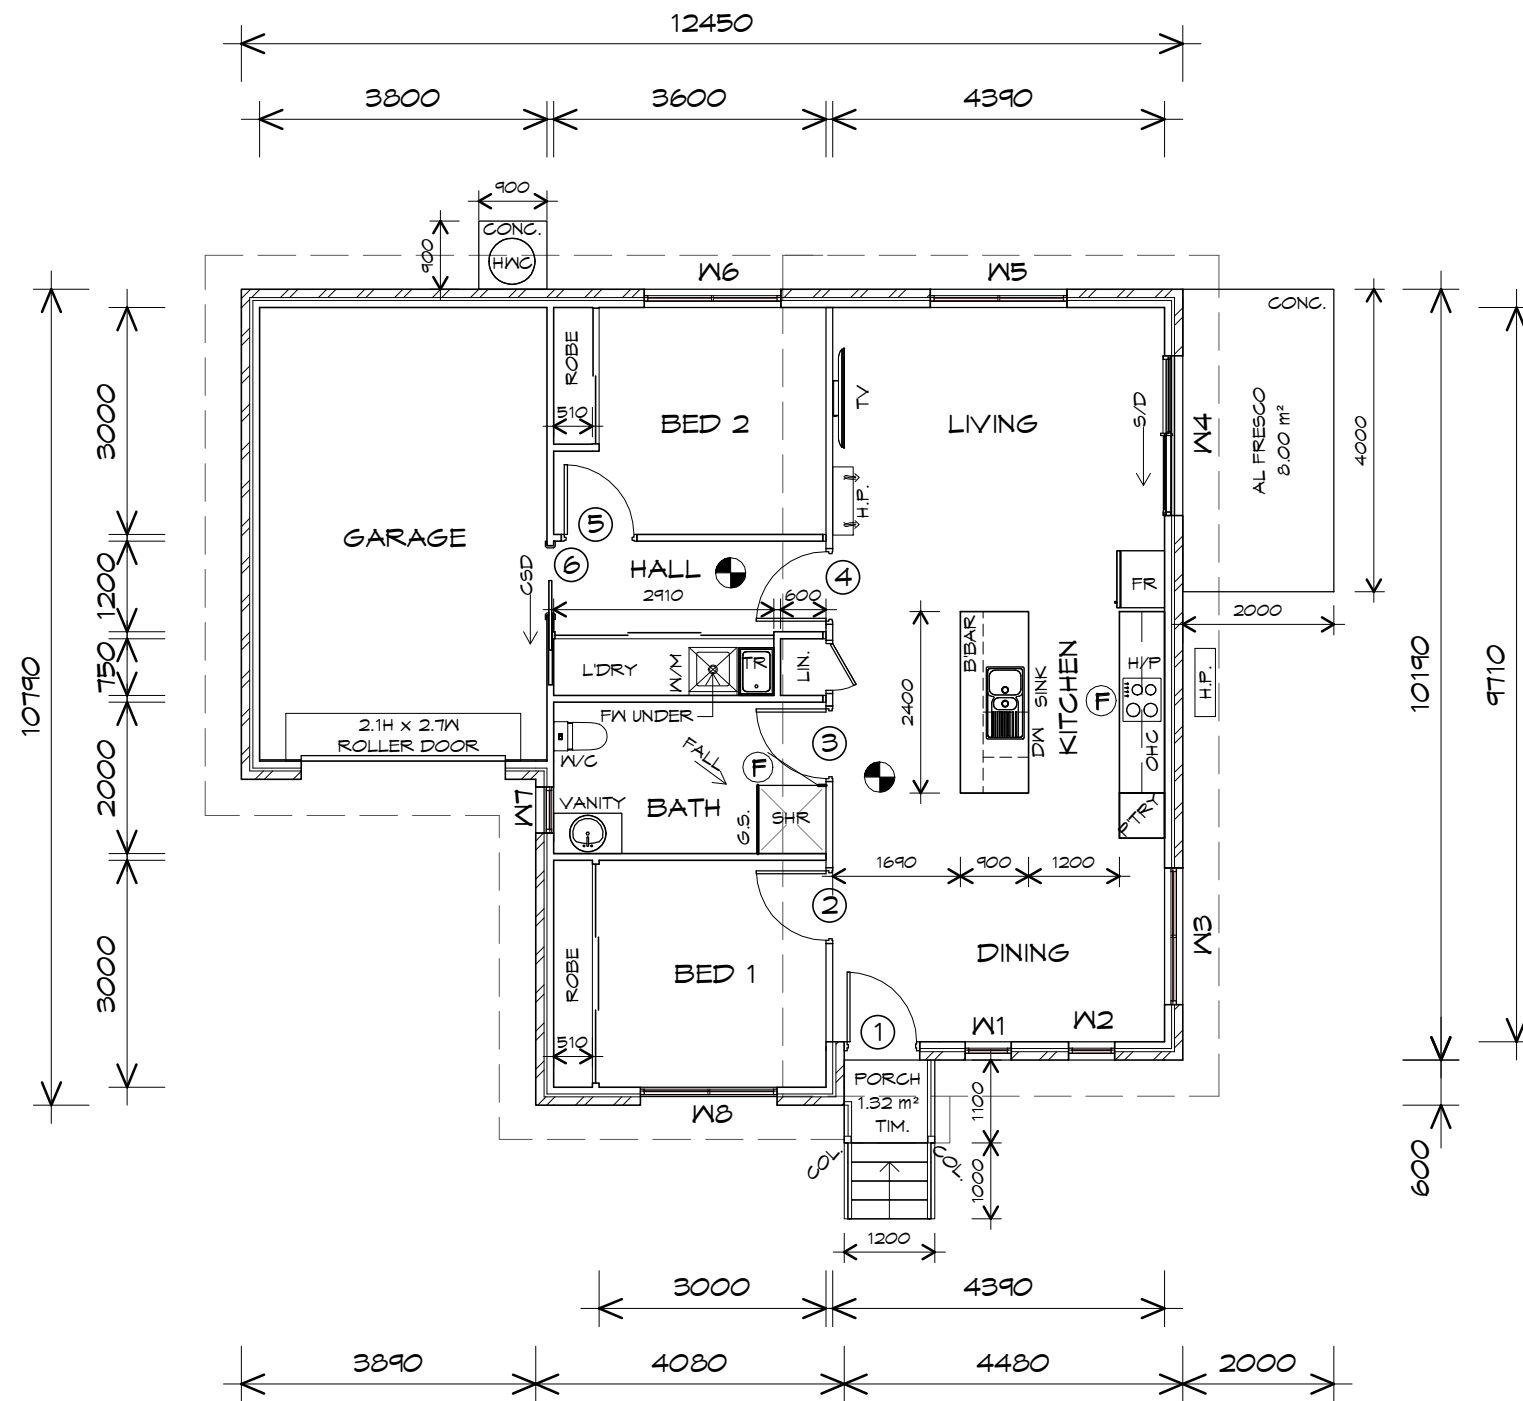 12450
3800
3600
4390
900
CONC.
HWC
900
W6
W5
CONC.
ROBE
510
BED 2
TV
LIVING
S/D
W4
AL FRESCO
8.00 m²
4000
H.P.
3000
GARAGE
5
6
HALL
4
CSD
2910
600
FR
2000
1200
750
L'DRY
W/M
TR
LIN.
B'BAR
SINK
DW
KITCHEN
F
H/P
OHC
H.P.
2400
10790
10190
9710
2.1H x 2.7W
ROLLER DOOR
FW UNDER
W/C
FALL
F
3
P'TRY
2000
W7
VANITY
BATH
G.S.
SHR
1690
900
1200
2
W3
3000
ROBE
BED 1
DINING
510
1
W1
W2
W8
PORCH
1.32 m²
TIM.
1100
COL.
COL.
1000
600
1200
3000
4390
3890
4080
4480
2000